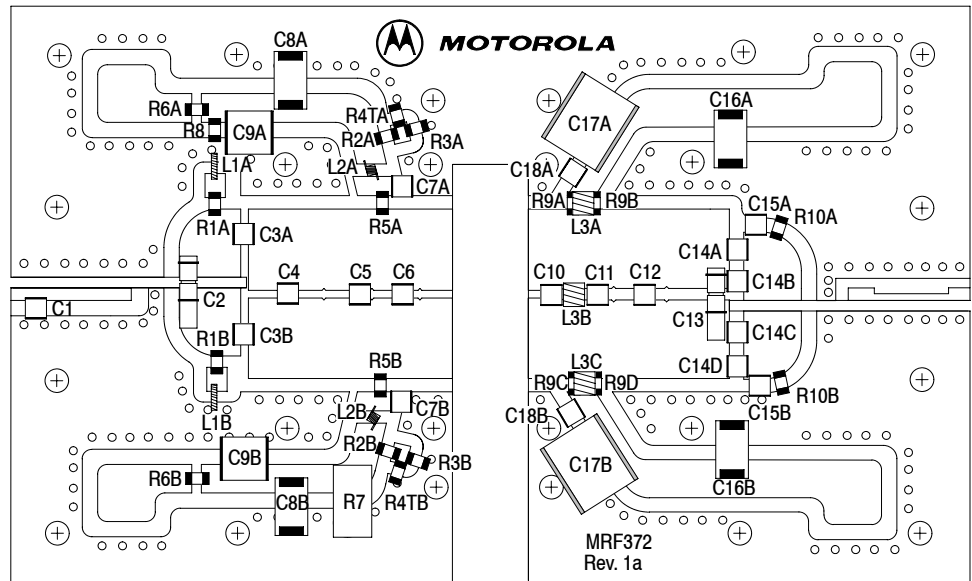 MOTOROLA
C8A
R6A
R8
C9A
R4TA
R2A
R3A
L1A
L2A
C7A
R1A
C3A
R5A
C17A
C16A
C18A
R9A
R9B
L3A
C15A
R10A
C14A
C14B
C1
C2
C4
C5
C6
C10
C11
C12
L3B
C13
C14C
C14D
R1B
C3B
R5B
L1B
L2B
C7B
R2B
R3B
R4TB
C9B
R6B
C8B
R7
L3C
R9C
R9D
C18B
C17B
C16B
C15B
R10B
MRF372
Rev. 1a